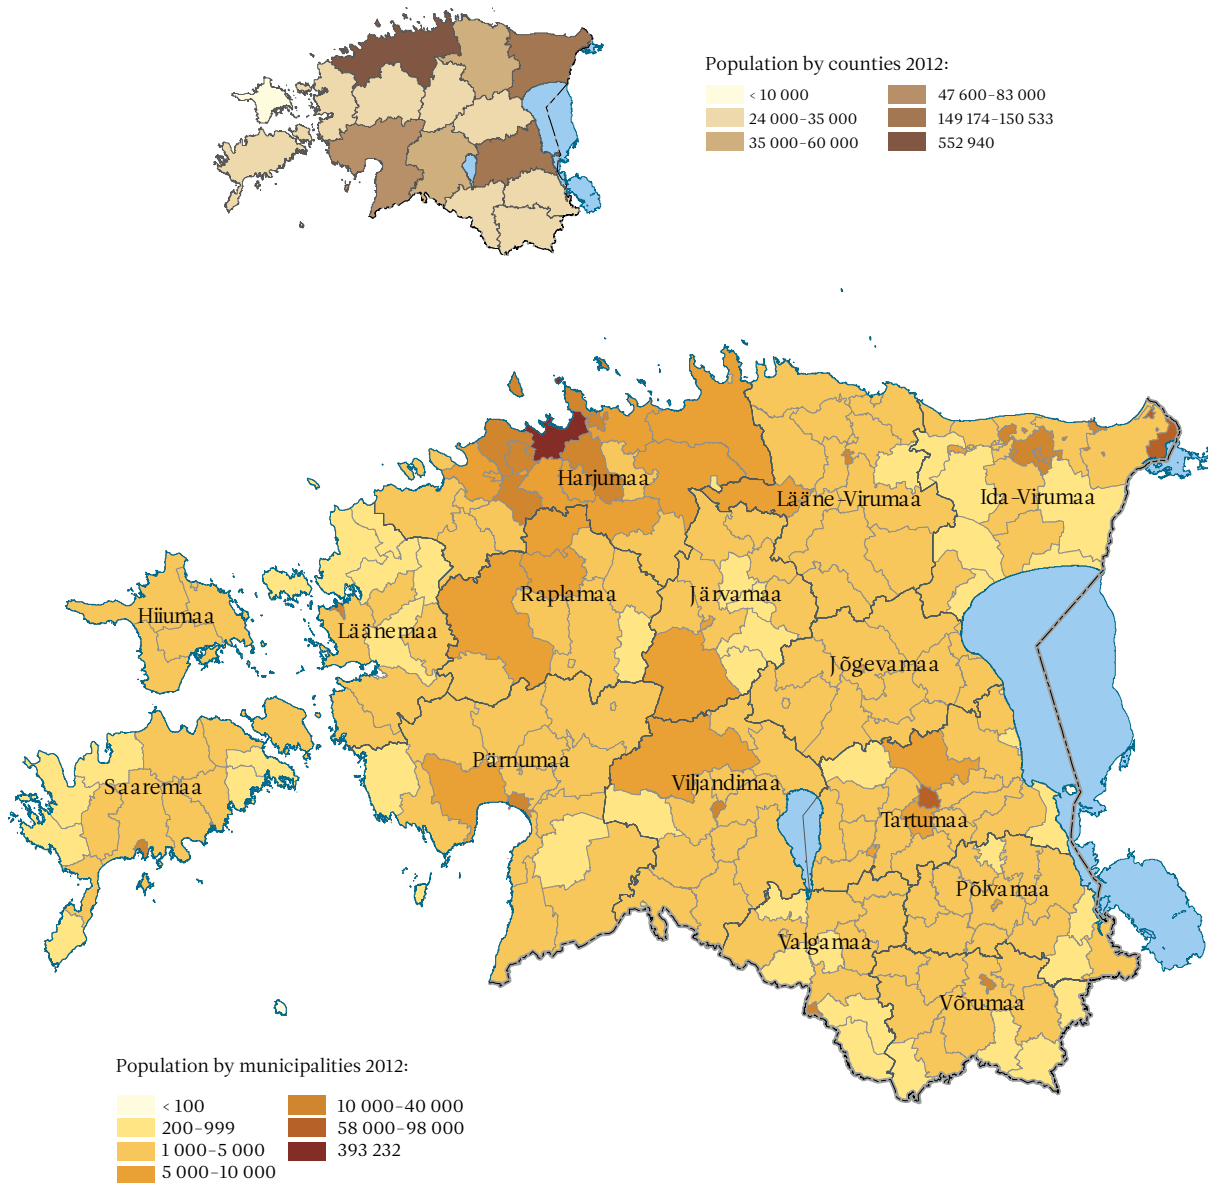 Population by counties 2012:
< 10 000
24 000–35 000
35 000–60 000
47 600–83 000
149 174–150 533
552 940
Harjumaa
Lääne-Virumaa
Ida-Virumaa
Hiiumaa
Läänemaa
Raplamaa
Järvamaa
Jõgevamaa
Saaremaa
Pärnumaa
Viljandimaa
Tartumaa
Põlvamaa
Valgamaa
Võrumaa
Population by municipalities 2012:
< 100
200–999
1 000–5 000
5 000–10 000
10 000–40 000
58 000–98 000
393 232